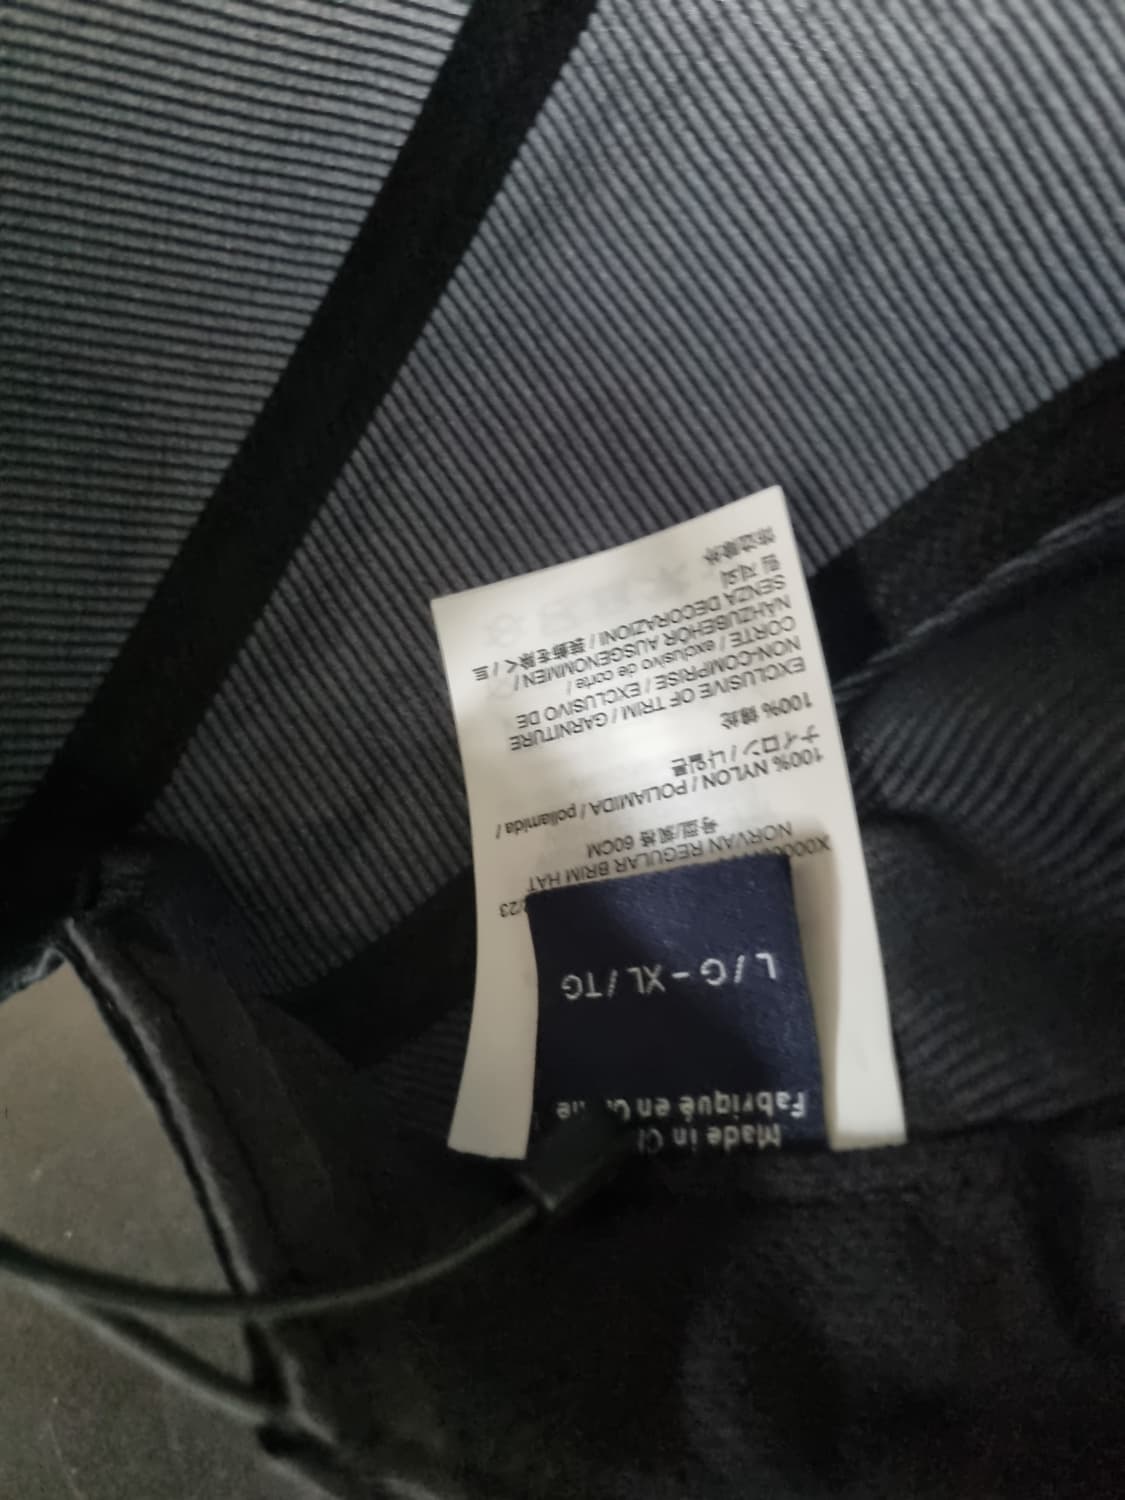 Made in
Fabriqué en
L / G - XL / TG
NORVAN REGULAR BRIM HAT
号型/规格 60CM
100% NYLON / POLIAMIDA / poliamida /
ナイロン / 나일론
100% 锦纶
EXCLUSIVE OF TRIM / GARNITURE
NON-COMPRISE / EXCLUSIVO DE
CORTE / exclusivo de corte /
NÄHZUBEHÖR AUSGENOMMEN /
SENZA DECORAZIONI / 装飾を除く / 트
림 제외
饰边除外